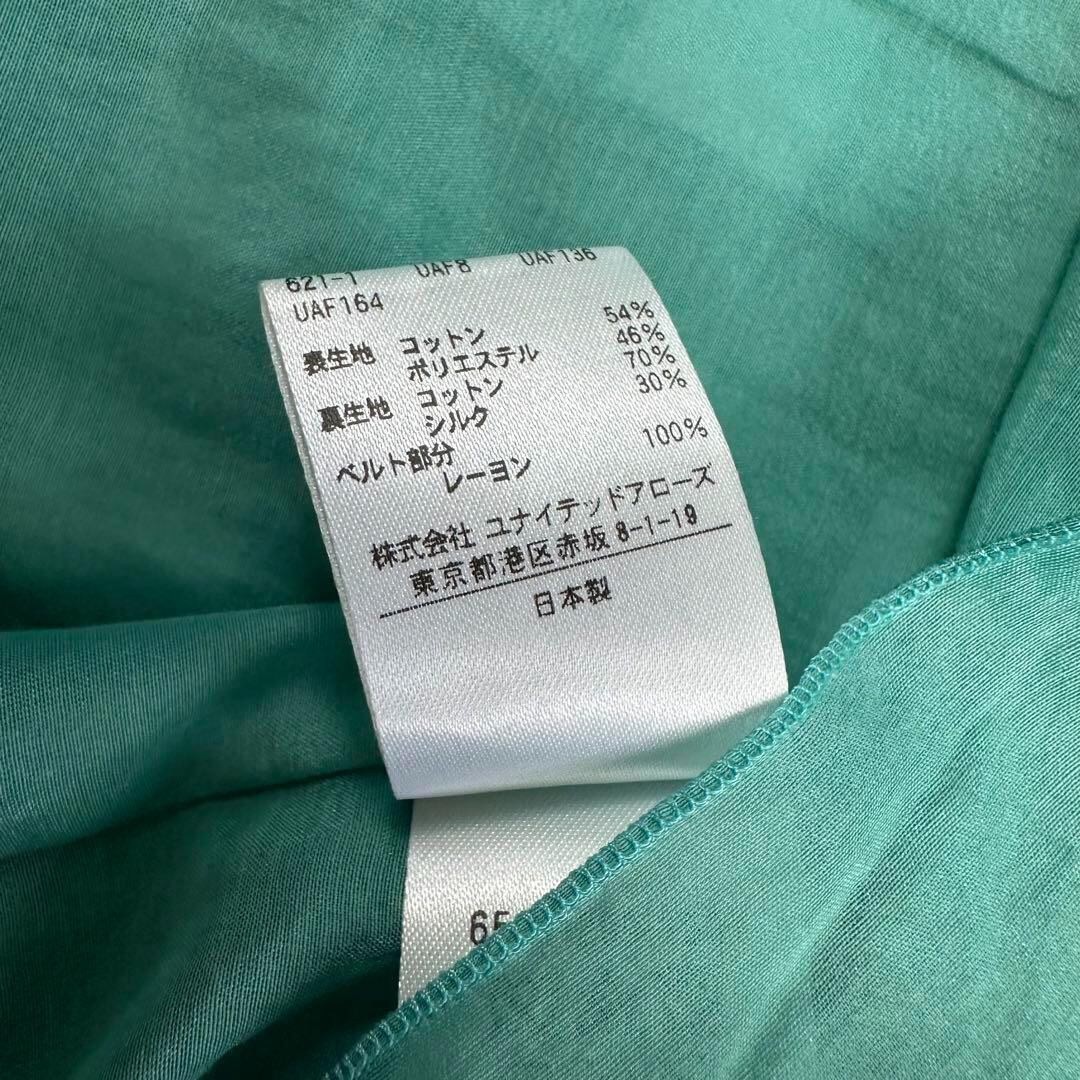 621-1 UAF8 UAF136
UAF164
表生地 コットン 54%
ポリエステル 46%
裏生地 コットン 70%
シルク 30%
ベルト部分
レーヨン 100%
株式会社 ユナイテッドアローズ
東京都港区赤坂 8-1-19
日本製